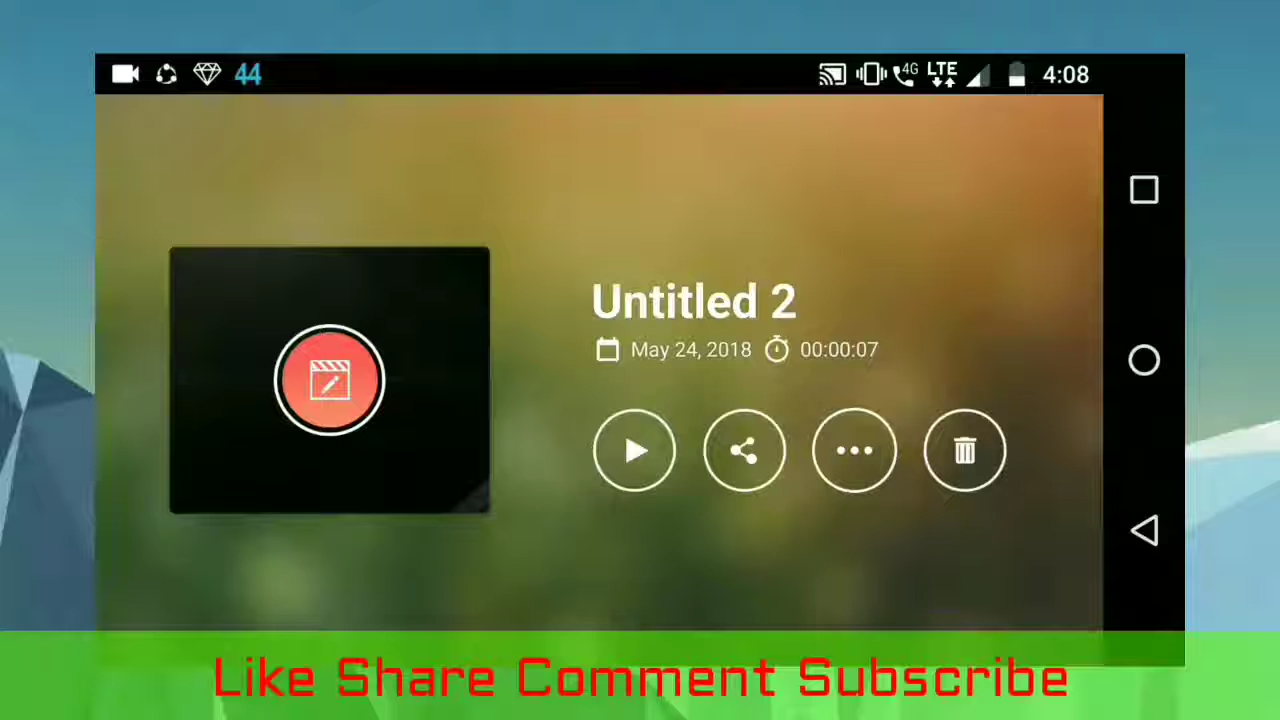 44
4G LTE 4:08
Untitled 2
May 24, 2018 00:00:07
Like Share Comment Subscribe